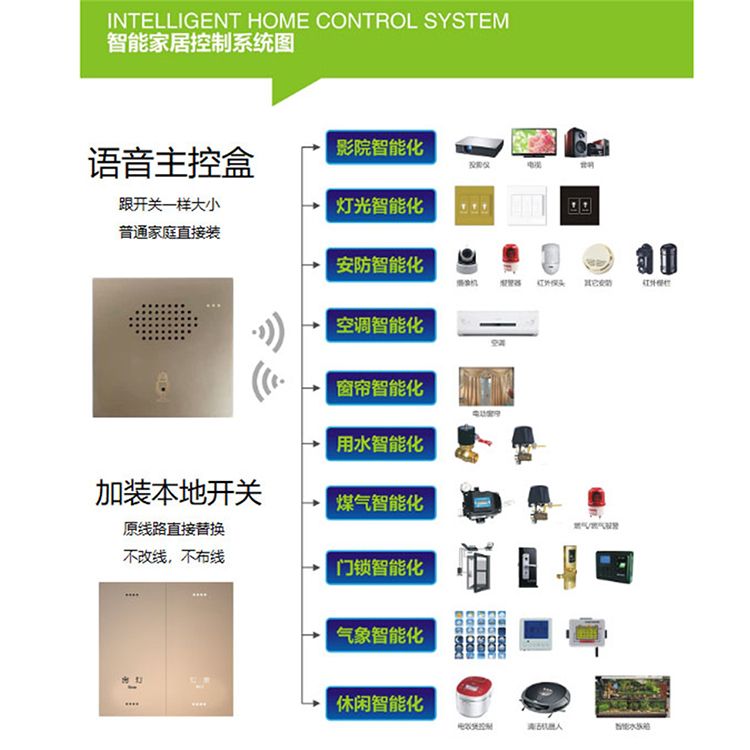 INTELLIGENT HOME CONTROL SYSTEM
智能家居控制系统图
语音主控盒
跟开关一样大小
普通家庭直接装
加装本地开关
原线路直接替换
不改线，不布线
影院智能化
投影仪
电视
音响
灯光智能化
安防智能化
摄像机
报警器
红外探头
其它安防
红外栅栏
空调智能化
空调
窗帘智能化
电动窗帘
用水智能化
煤气智能化
燃气/燃气报警
门锁智能化
气象智能化
休闲智能化
电饭煲控制
清洁机器人
智能水族箱